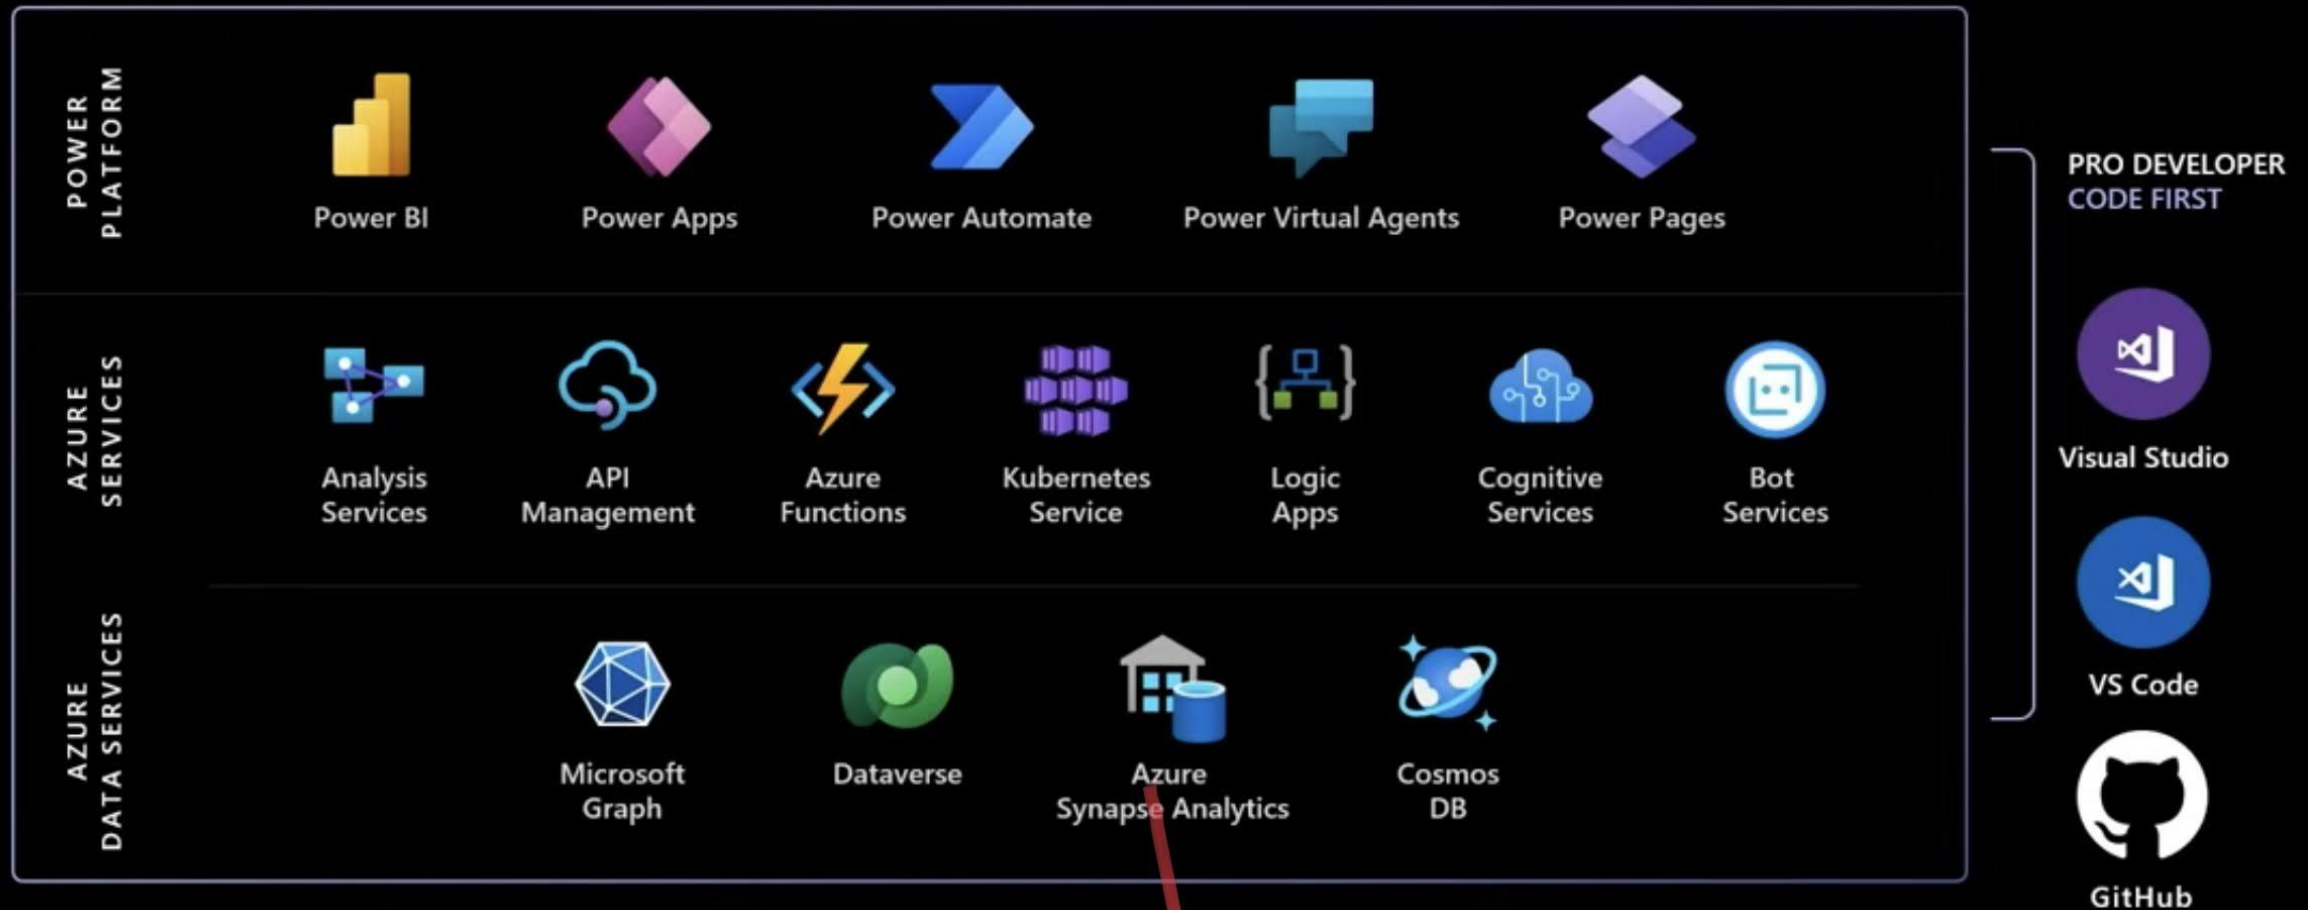 POWER
PLATFORM
Power BI
Power Apps
Power Automate
Power Virtual Agents
Power Pages
AZURE
SERVICES
Analysis
Services
API
Management
Azure
Functions
Kubernetes
Service
Logic
Apps
Cognitive
Services
Bot
Services
AZURE
DATA SERVICES
Microsoft
Graph
Dataverse
Azure
Synapse Analytics
Cosmos
DB
PRO DEVELOPER
CODE FIRST
Visual Studio
VS Code
GitHub